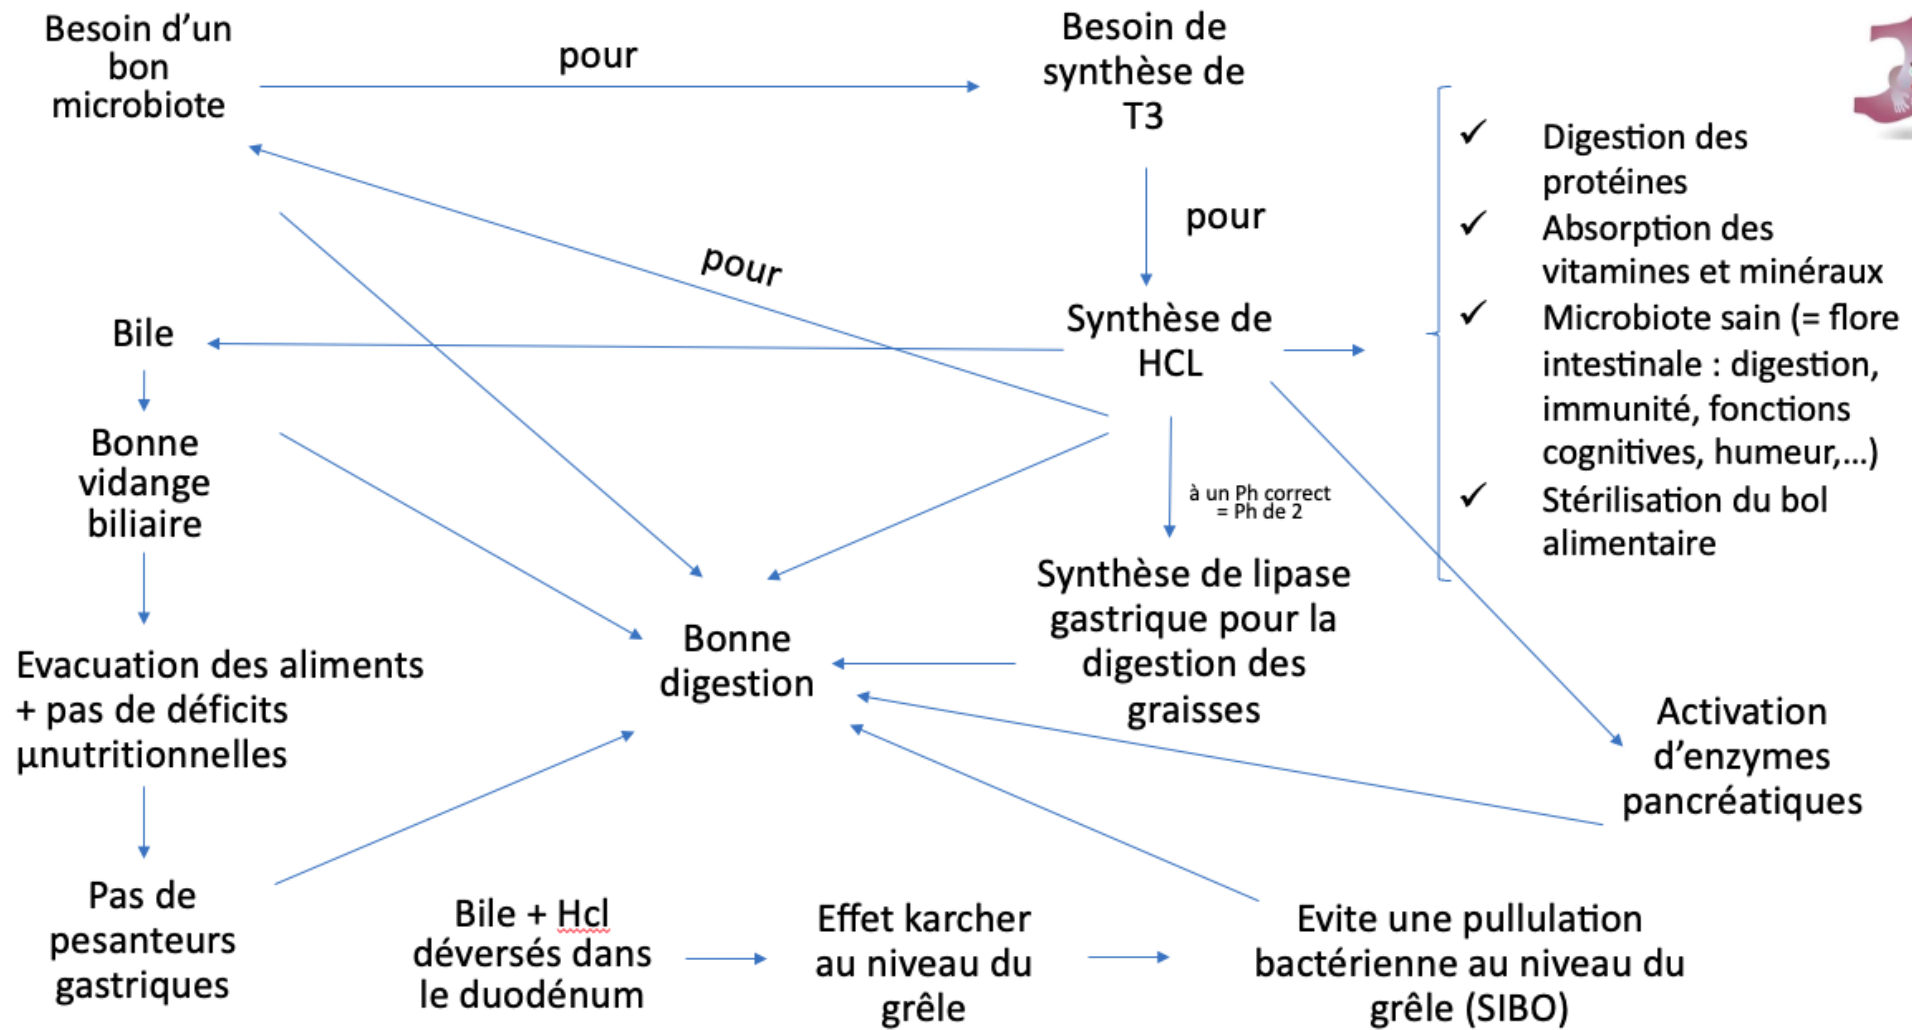 Besoin d’un
bon
microbiote
pour
Besoin de
synthèse de
T3
pour
pour
Synthèse de
HCL
Digestion des
protéines
Absorption des
vitamines et minéraux
Microbiote sain (= flore
intestinale : digestion,
immunité, fonctions
cognitives, humeur,...)
Stérilisation du bol
alimentaire
Bile
Bonne
vidange
biliaire
à un Ph correct
= Ph de 2
Synthèse de lipase
gastrique pour la
digestion des
graisses
Bonne
digestion
Evacuation des aliments
+ pas de déficits
µnutritionnelles
Activation
d’enzymes
pancréatiques
Pas de
pesanteurs
gastriques
Bile + Hcl
déversés dans
le duodénum
Effet karcher
au niveau du
grêle
Evite une pullulation
bactérienne au niveau du
grêle (SIBO)